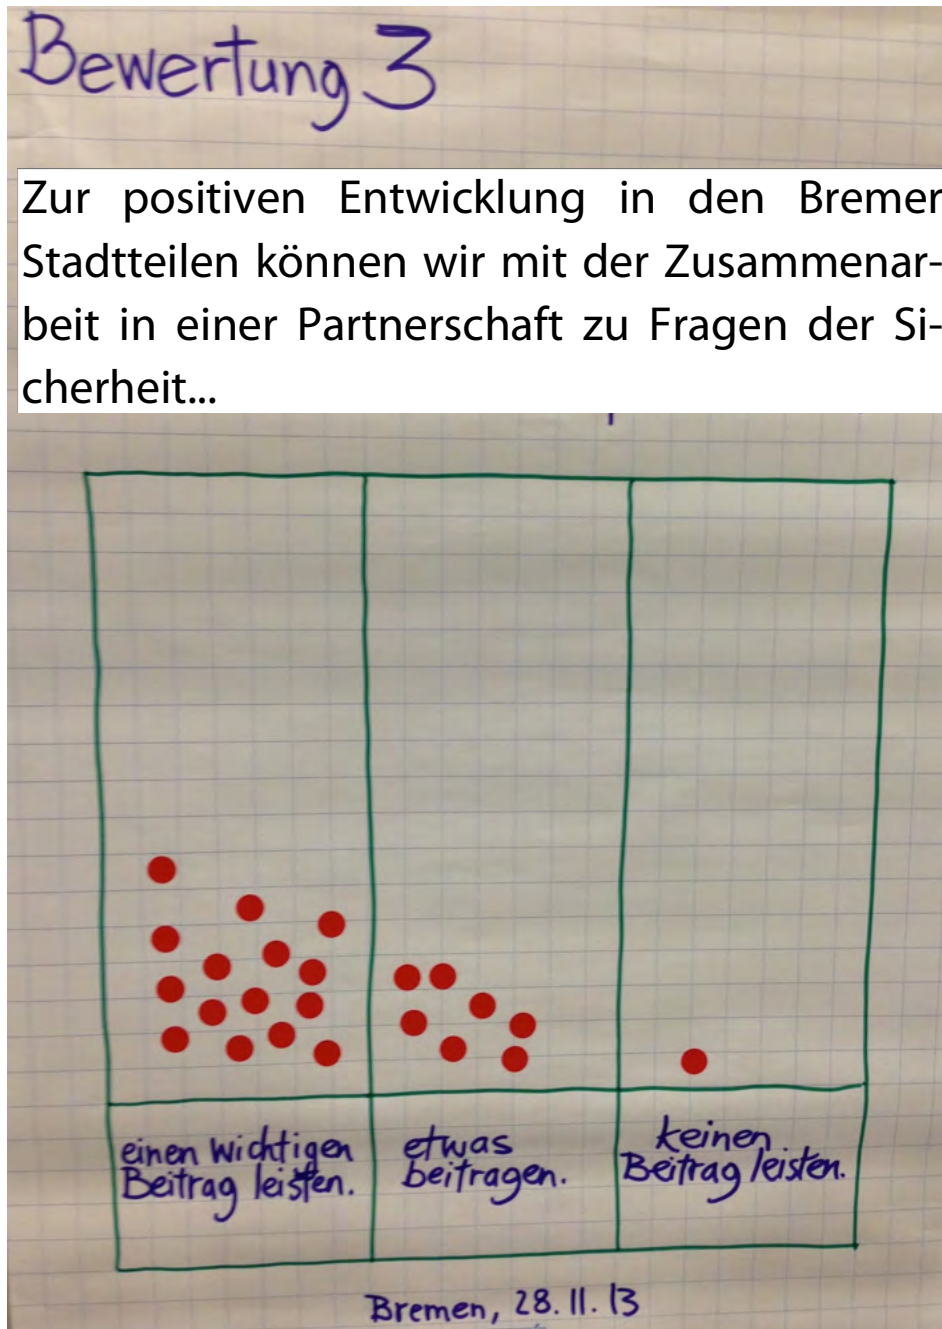 Bewertung 3
Zur positiven Entwicklung in den Bremer
Stadtteilen können wir mit der Zusammenar-
beit in einer Partnerschaft zu Fragen der Si-
cherheit...
einen wichtigen
Beitrag leisten.
etwas
beitragen.
keinen
Beitrag leisten.
Bremen, 28.11.13